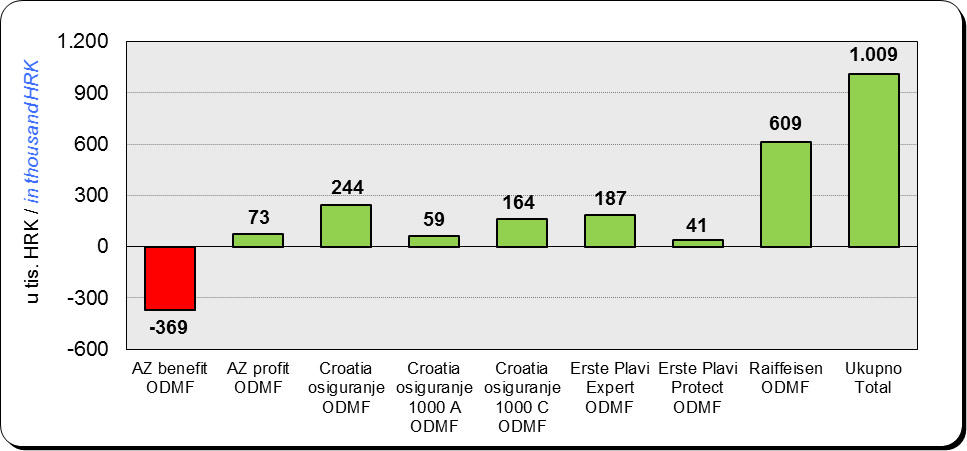 u tis. HRK / in thousand HRK
1.200
900
600
300
0
-300
-600
-369
73
244
59
164
187
41
609
1.009
AZ benefit
ODMF
AZ profit
ODMF
Croatia
osiguranje
ODMF
Croatia
osiguranje
1000 A
ODMF
Croatia
osiguranje
1000 C
ODMF
Erste Plavi
Expert
ODMF
Erste Plavi
Protect
ODMF
Raiffeisen
ODMF
Ukupno
Total